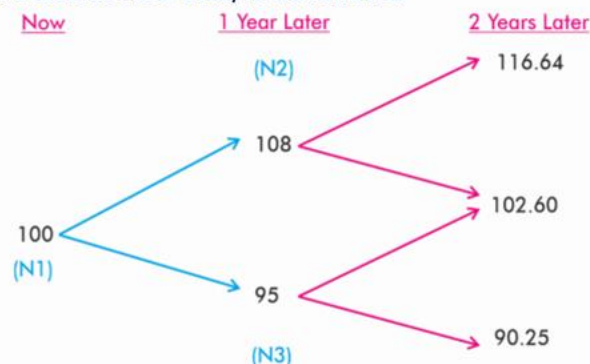 Now 1 Year Later 2 Years Later
(N2) 116.64
108
102.60
100
(N1)
95
90.25
(N3)